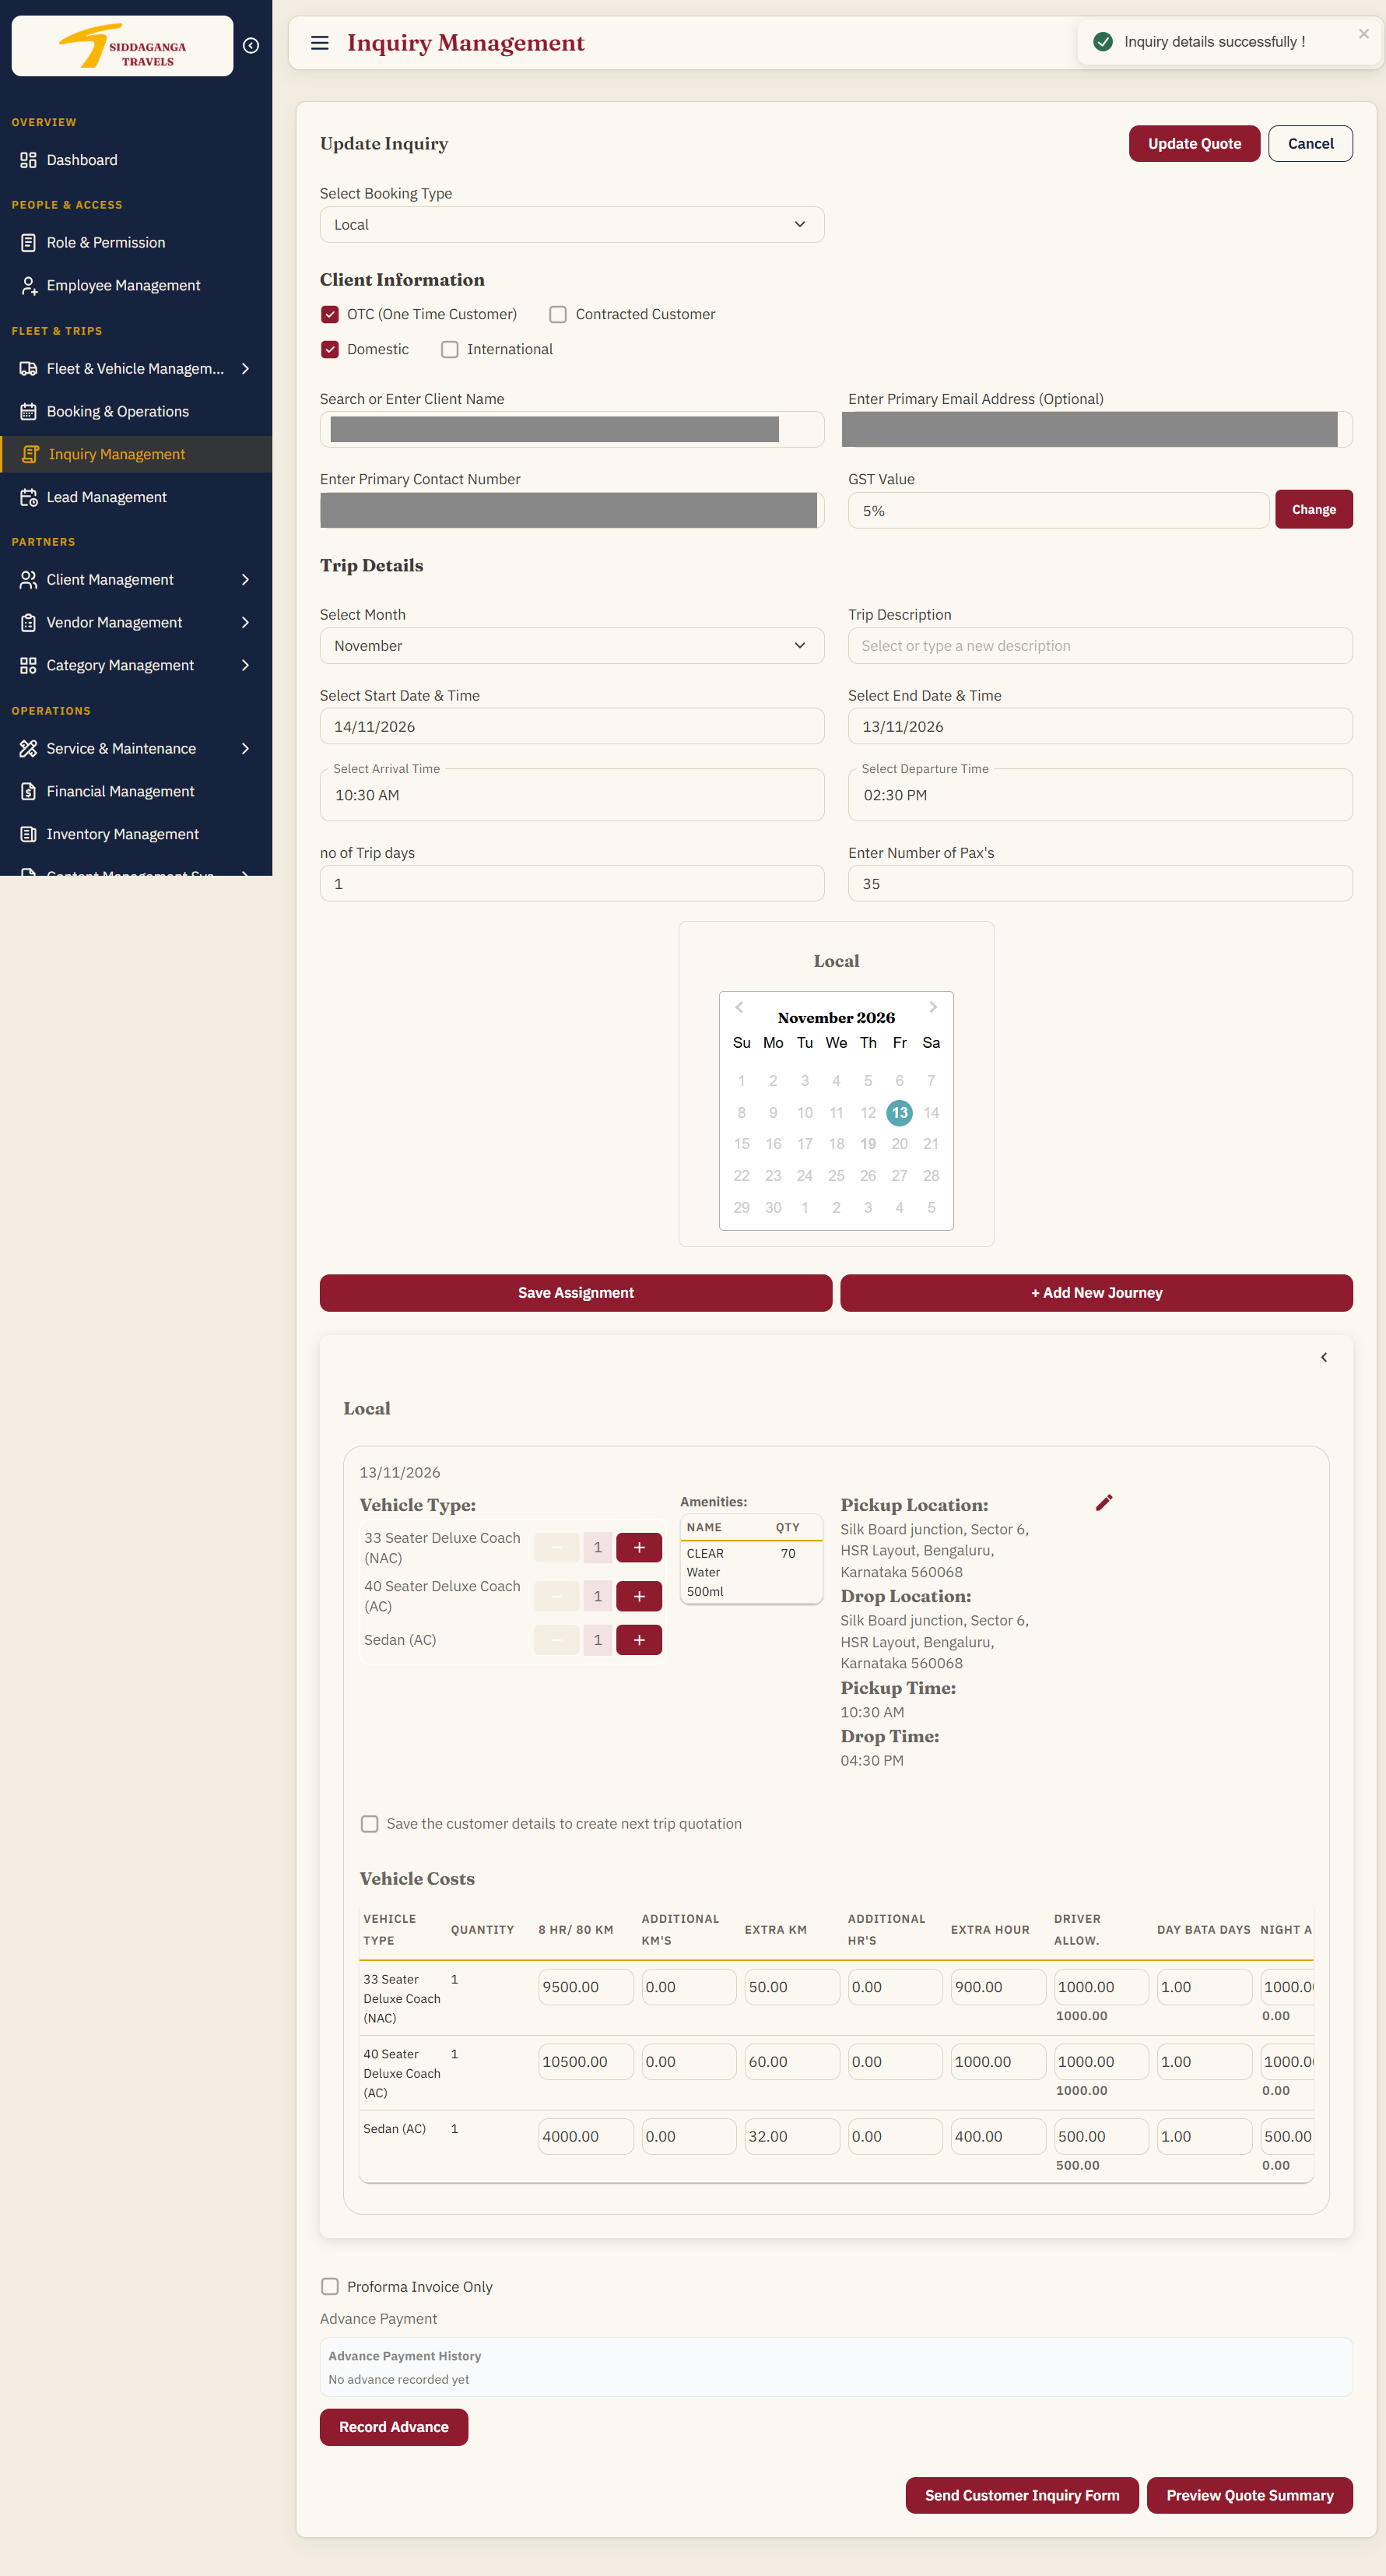 SIDDAGANGA
TRAVELS
Inquiry Management
Inquiry details successfully !
OVERVIEW
Dashboard
PEOPLE & ACCESS
Role & Permission
Employee Management
FLEET & TRIPS
Fleet & Vehicle Managem...
Booking & Operations
Inquiry Management
Lead Management
PARTNERS
Client Management
Vendor Management
Category Management
OPERATIONS
Service & Maintenance
Financial Management
Inventory Management
Update Inquiry
Update Quote Cancel
Select Booking Type
Local
Client Information
OTC (One Time Customer) Contracted Customer
Domestic International
Search or Enter Client Name Enter Primary Email Address (Optional)
Enter Primary Contact Number GST Value
5% Change
Trip Details
Select Month Trip Description
November Select or type a new description
Select Start Date & Time Select End Date & Time
14/11/2026 13/11/2026
Select Arrival Time Select Departure Time
10:30 AM 02:30 PM
no of Trip days Enter Number of Pax's
1 35
Local
November 2026
Su Mo Tu We Th Fr Sa
1 2 3 4 5 6 7
8 9 10 11 12 13 14
15 16 17 18 19 20 21
22 23 24 25 26 27 28
29 30 1 2 3 4 5
Save Assignment + Add New Journey
Local
13/11/2026
Vehicle Type:
33 Seater Deluxe Coach
(NAC)
− 1 +
40 Seater Deluxe Coach
(AC)
− 1 +
Sedan (AC) − 1 +
Amenities:
NAME QTY
CLEAR 70
Water
500ml
Pickup Location:
Silk Board junction, Sector 6,
HSR Layout, Bengaluru,
Karnataka 560068
Drop Location:
Silk Board junction, Sector 6,
HSR Layout, Bengaluru,
Karnataka 560068
Pickup Time:
10:30 AM
Drop Time:
04:30 PM
Save the customer details to create next trip quotation
Vehicle Costs
VEHICLE TYPE QUANTITY 8 HR/ 80 KM ADDITIONAL KM'S EXTRA KM ADDITIONAL HR'S EXTRA HOUR DRIVER ALLOW. DAY BATA DAYS NIGHT A
33 Seater Deluxe Coach (NAC) 1 9500.00 0.00 50.00 0.00 900.00 1000.00 1.00 1000.00
1000.00 0.00
40 Seater Deluxe Coach (AC) 1 10500.00 0.00 60.00 0.00 1000.00 1000.00 1.00 1000.00
1000.00 0.00
Sedan (AC) 1 4000.00 0.00 32.00 0.00 400.00 500.00 1.00 500.00
500.00 0.00
Proforma Invoice Only
Advance Payment
Advance Payment History
No advance recorded yet
Record Advance
Send Customer Inquiry Form Preview Quote Summary